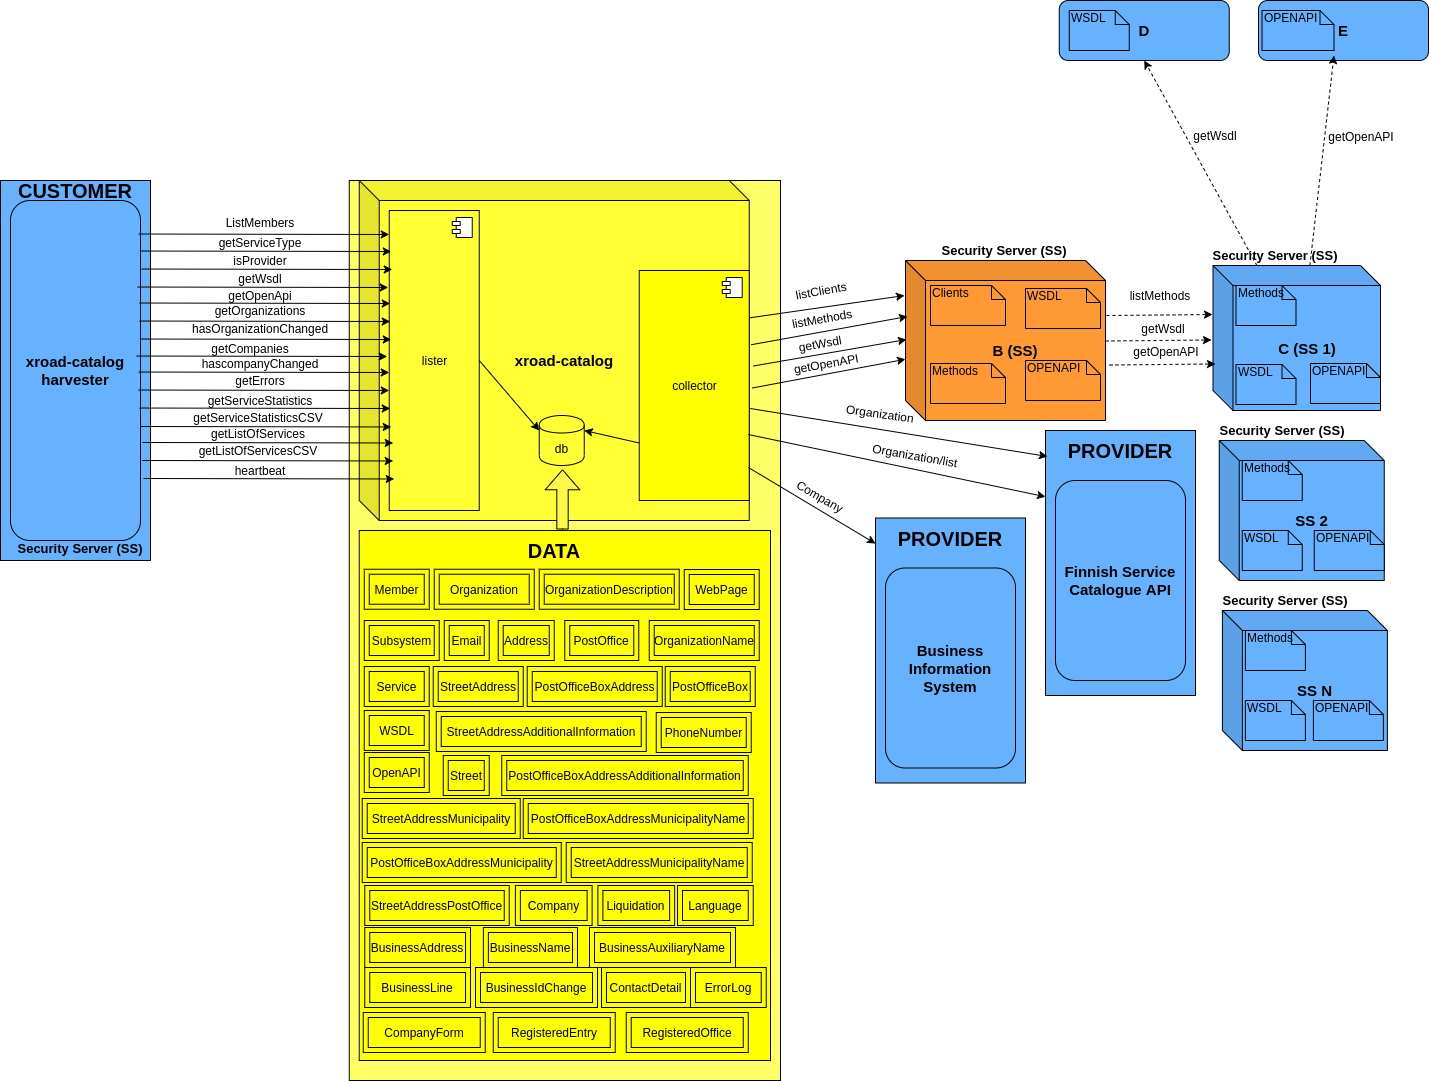 WSDL
D
OPENAPI
E
getWsdl
getOpenAPI
CUSTOMER
xroad-catalog
harvester
Security Server (SS)
ListMembers
getServiceType
isProvider
getWsdl
getOpenApi
getOrganizations
hasOrganizationChanged
getCompanies
hascompanyChanged
getErrors
getServiceStatistics
getServiceStatisticsCSV
getListOfServices
getListOfServicesCSV
heartbeat
lister
xroad-catalog
db
collector
listClients
listMethods
getWsdl
getOpenAPI
Organization
Organization/list
Company
Security Server (SS)
Clients
WSDL
B (SS)
Methods
OPENAPI
listMethods
getWsdl
getOpenAPI
Security Server (SS)
Methods
C (SS 1)
WSDL
OPENAPI
Security Server (SS)
Methods
SS 2
WSDL
OPENAPI
Security Server (SS)
Methods
SS N
WSDL
OPENAPI
PROVIDER
Finnish Service
Catalogue API
PROVIDER
Business
Information
System
DATA
Member
Organization
OrganizationDescription
WebPage
Subsystem
Email
Address
PostOffice
OrganizationName
Service
StreetAddress
PostOfficeBoxAddress
PostOfficeBox
WSDL
StreetAddressAdditionalInformation
PhoneNumber
OpenAPI
Street
PostOfficeBoxAddressAdditionalInformation
StreetAddressMunicipality
PostOfficeBoxAddressMunicipalityName
PostOfficeBoxAddressMunicipality
StreetAddressMunicipalityName
StreetAddressPostOffice
Company
Liquidation
Language
BusinessAddress
BusinessName
BusinessAuxiliaryName
BusinessLine
BusinessIdChange
ContactDetail
ErrorLog
CompanyForm
RegisteredEntry
RegisteredOffice